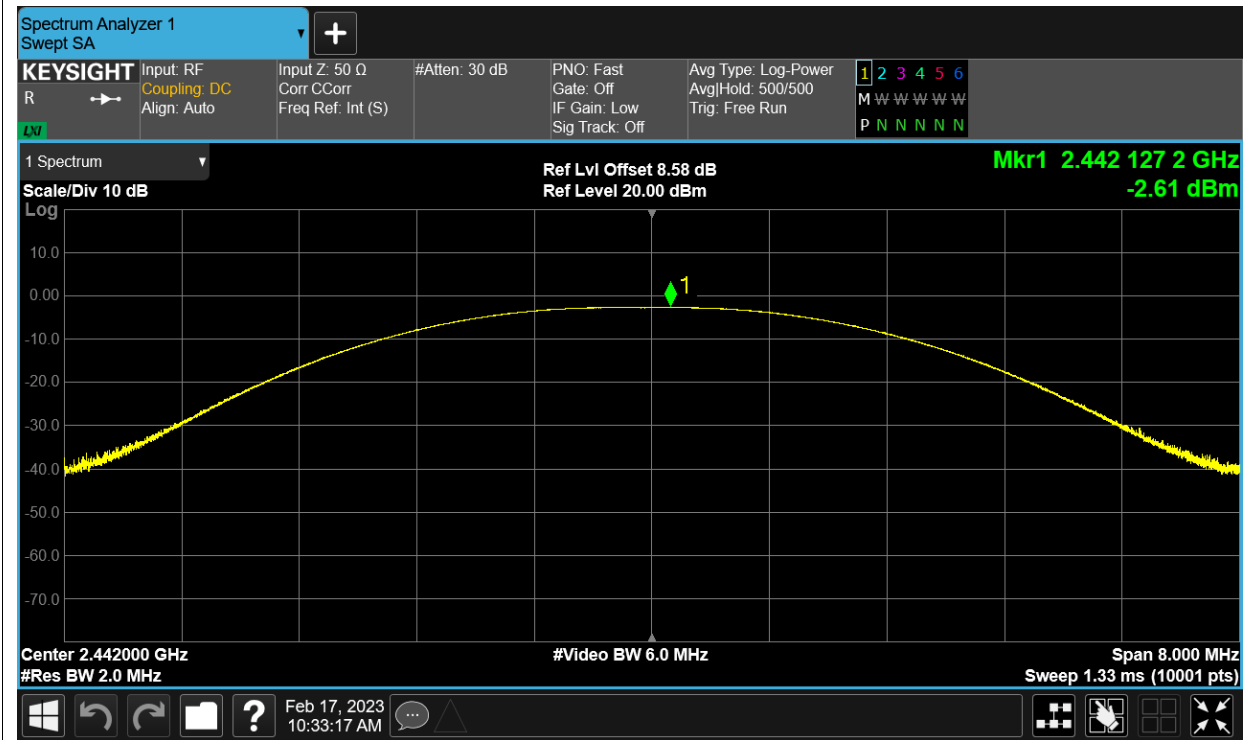 Spectrum Analyzer 1
Swept SA
KEYSIGHT
R
LXI
Input: RF
Coupling: DC
Align: Auto
Input Z: 50 Ω
Corr CCorr
Freq Ref: Int (S)
#Atten: 30 dB
PNO: Fast
Gate: Off
IF Gain: Low
Sig Track: Off
Avg Type: Log-Power
Avg|Hold: 500/500
Trig: Free Run
1 2 3 4 5 6
M W W W W W
P N N N N N
1 Spectrum
Scale/Div 10 dB
Ref Lvl Offset 8.58 dB
Ref Level 20.00 dBm
Mkr1 2.442 127 2 GHz
-2.61 dBm
Log
10.0
0.00
-10.0
-20.0
-30.0
-40.0
-50.0
-60.0
-70.0
1
Center 2.442000 GHz
#Res BW 2.0 MHz
#Video BW 6.0 MHz
Span 8.000 MHz
Sweep 1.33 ms (10001 pts)
?
Feb 17, 2023
10:33:17 AM